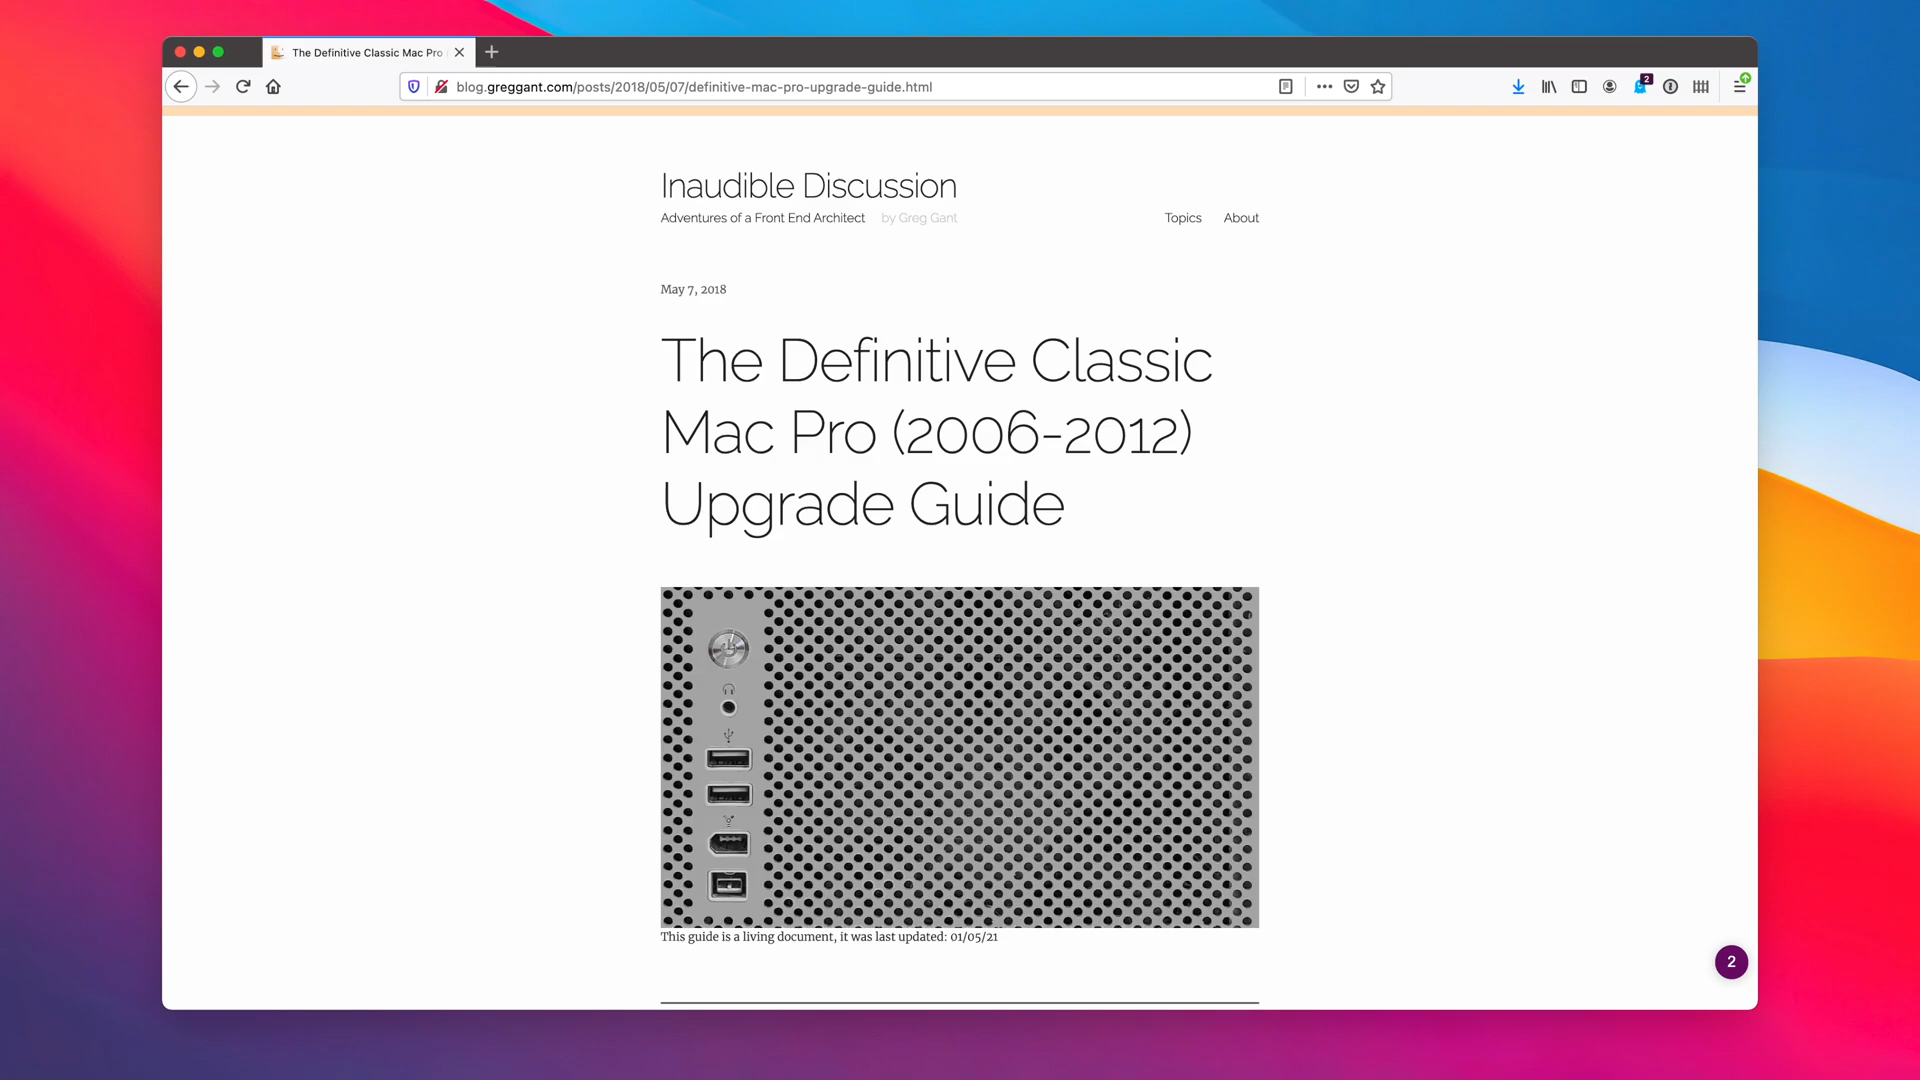 The Definitive Classic Mac Pro
blog.greggant.com/posts/2018/05/07/definitive-mac-pro-upgrade-guide.html
2
Inaudible Discussion
Adventures of a Front End Architect by Greg Gant
Topics About
May 7, 2018
The Definitive Classic
Mac Pro (2006-2012)
Upgrade Guide
This guide is a living document, it was last updated: 01/05/21
2